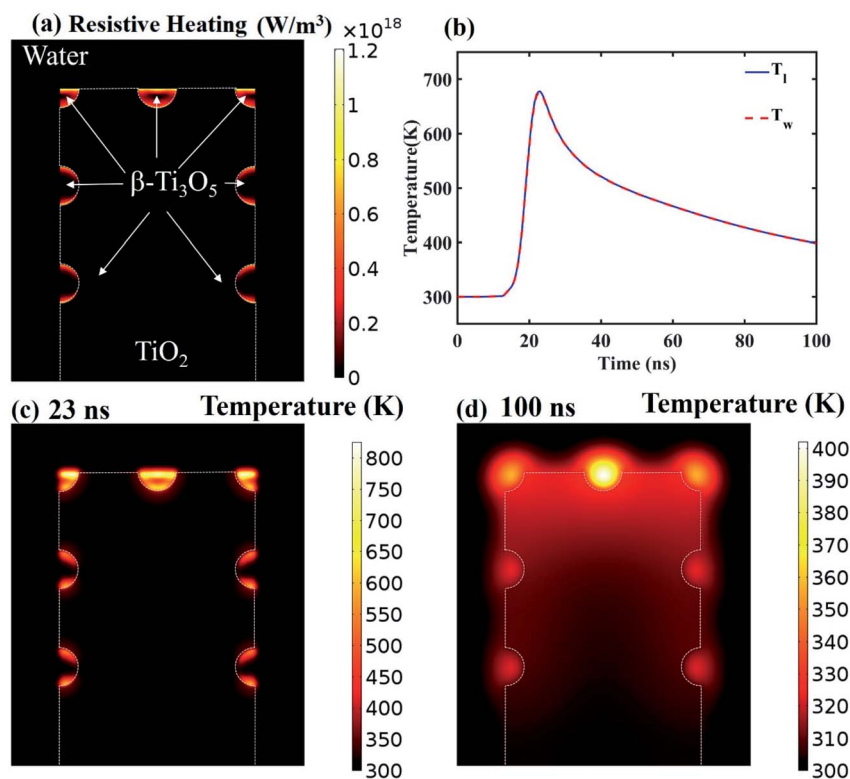 (a) Resistive Heating (W/m³)
×10¹⁸
Water
β-Ti₃O₅
TiO₂
1.2
1
0.8
0.6
0.4
0.2
0
(b)
700
600
500
400
300
Temperature(K)
T_l
T_w
0 20 40 60 80 100
Time (ns)
(c) 23 ns Temperature (K)
800
750
700
650
600
550
500
450
400
350
300
(d) 100 ns Temperature (K)
400
390
380
370
360
350
340
330
320
310
300